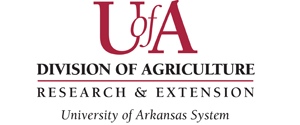 UofA
DIVISION OF AGRICULTURE
RESEARCH & EXTENSION
University of Arkansas System